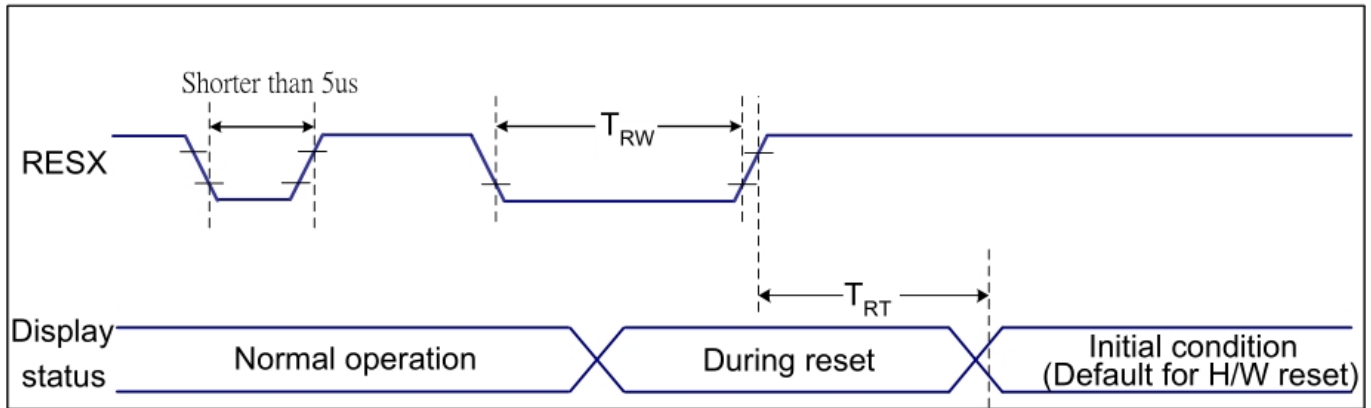 Shorter than 5us
TRW
RESX
TRT
Display
status
Normal operation
During reset
Initial condition
(Default for H/W reset)